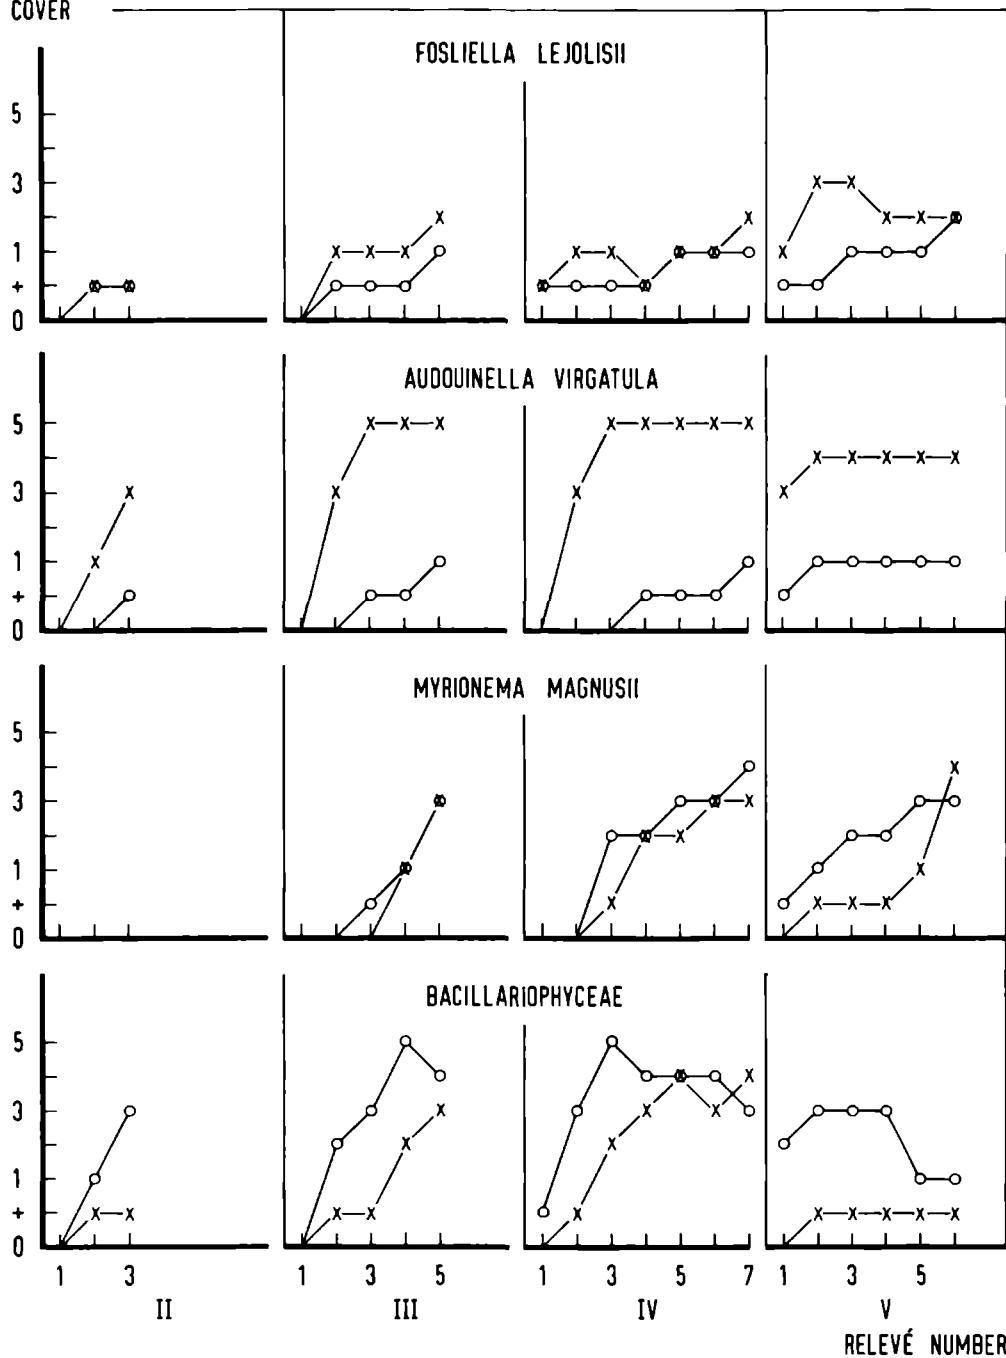 COVER
FOSLIELLA LEJOLISII
5
3
1
+
0
AUDOUINELLA VIRGATULA
5
3
1
+
0
MYRIONEMA MAGNUSII
5
3
1
+
0
BACILLARIOPHYCEAE
5
3
1
+
0
1 3 1 3 5 1 3 5 7 1 3 5
II III IV V
RELEVÉ NUMBER